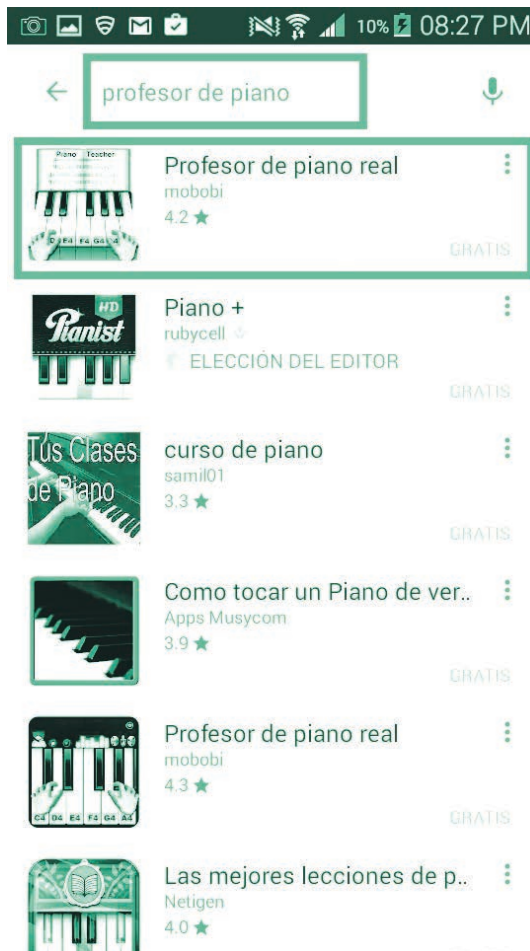 10% 08:27 PM
profesor de piano
Piano Teacher
Profesor de piano real
mobobi
4.2 ★
GRATIS
HD
Pianist
Piano +
rubycell
ELECCIÓN DEL EDITOR
GRATIS
Tus Clases
de Piano
curso de piano
samil01
3.3 ★
GRATIS
Como tocar un Piano de ver..
Apps Musycom
3.9 ★
GRATIS
C4 D4 E4 F4 G4 A4
Profesor de piano real
mobobi
4.3 ★
GRATIS
Las mejores lecciones de p..
Netigen
4.0 ★